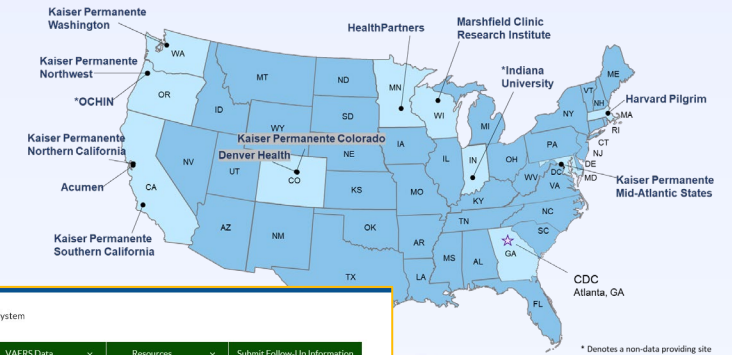 Kaiser Permanente
Washington
HealthPartners
Marshfield Clinic
Research Institute
Kaiser Permanente
Northwest
*OCHIN
*Indiana
University
Harvard Pilgrim
Kaiser Permanente
Northern California
Acumen
Kaiser Permanente Colorado
Denver Health
Kaiser Permanente
Mid-Atlantic States
Kaiser Permanente
Southern California
CDC
Atlanta, GA
WA
MT
ND
MN
ME
VT
NH
MA
RI
CT
NJ
DE
MD
DC
OR
ID
SD
WI
MI
NY
WY
IA
PA
NV
UT
CO
NE
IL
IN
OH
WV
VA
CA
KS
MO
KY
AZ
NM
OK
AR
TN
NC
SC
TX
LA
MS
AL
GA
FL
ystem
VAERS Data
Resources
Submit Follow-Up Information
* Denotes a non-data providing site